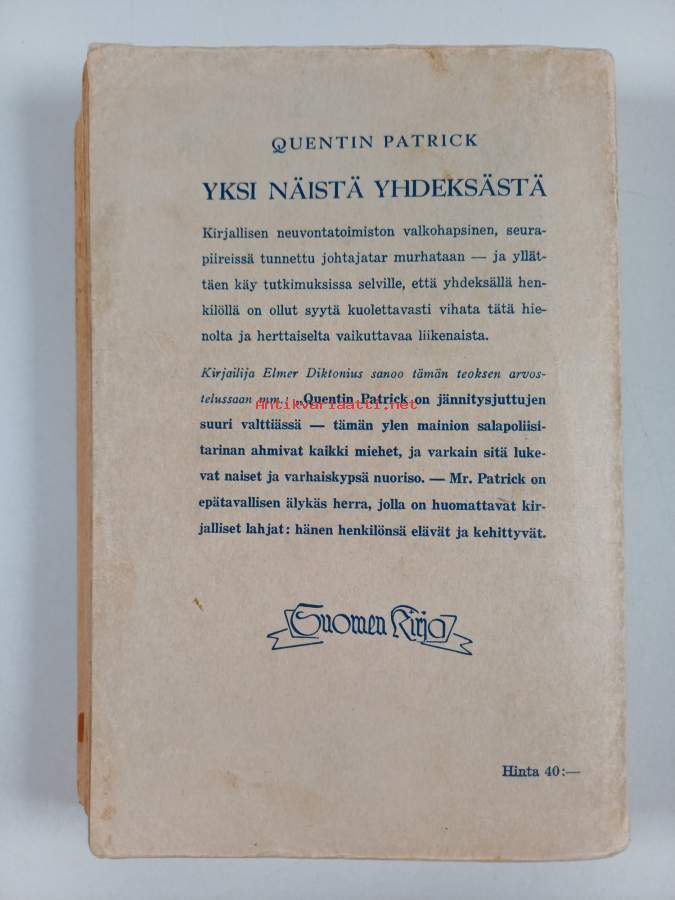 QUENTIN PATRICK
YKSI NÄISTÄ YHDEKSÄSTÄ
Kirjallisen neuvontatoimiston valkohapsinen, seura-
piireissä tunnettu johtajatar murhataan — ja yllät-
täen käy tutkimuksissa selville, että yhdeksällä hen-
kilöllä on ollut syytä kuolettavasti vihata tätä hie-
nolta ja herttaiselta vaikuttavaa liikenaista.
Kirjailija Elmer Diktonius sanoo tämän teoksen arvos-
telussaan mm.: „Quentin Patrick on jännitysjuttujen
Antikvariaatti.net
suuri valttiässä — tämän ylen mainion salapoliisi-
tarinan ahmivat kaikki miehet, ja varkain sitä luke-
vat naiset ja varhaiskypsä nuoriso. — Mr. Patrick on
epätavallisen älykäs herra, jolla on huomattavat kir-
jalliset lahjat: hänen henkilönsä elävät ja kehittyvät.
Suomen Kirja
Hinta 40:—